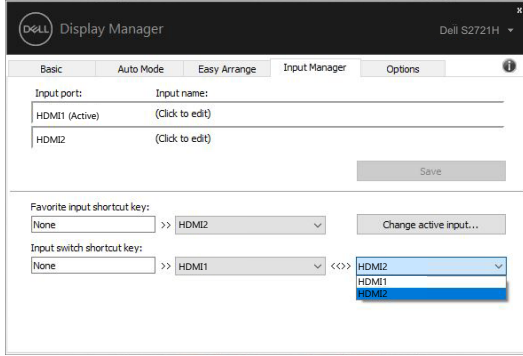 DELL Display Manager
x
Dell S2721H
Basic Auto Mode Easy Arrange Input Manager Options
Input port: Input name:
HDMI1 (Active) (Click to edit)
HDMI2 (Click to edit)
Save
Favorite input shortcut key:
None >> HDMI2 Change active input...
Input switch shortcut key:
None >> HDMI1 <<>> HDMI2
HDMI1
HDMI2